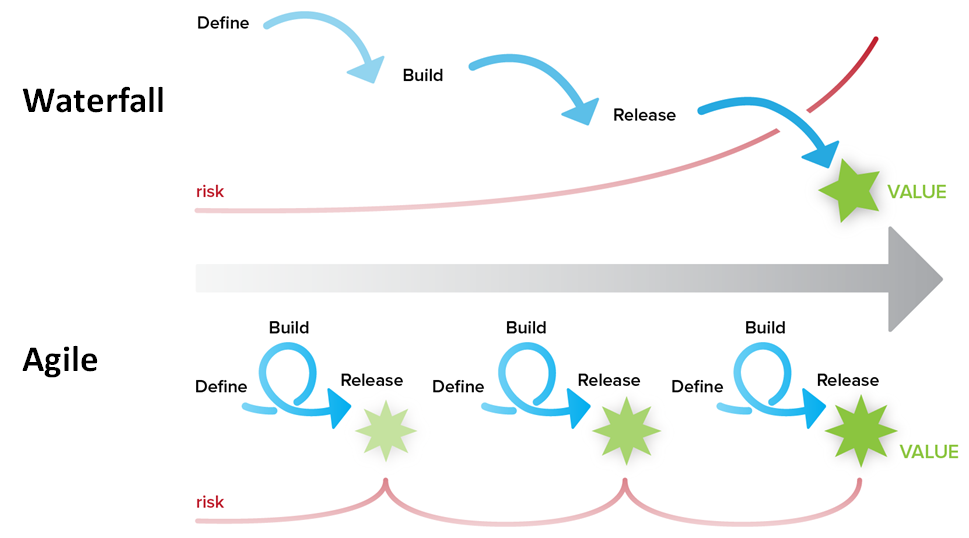 Define
Build
Waterfall
Release
risk
VALUE
Build
Build
Build
Agile
Define
Release
Define
Release
Define
Release
VALUE
risk